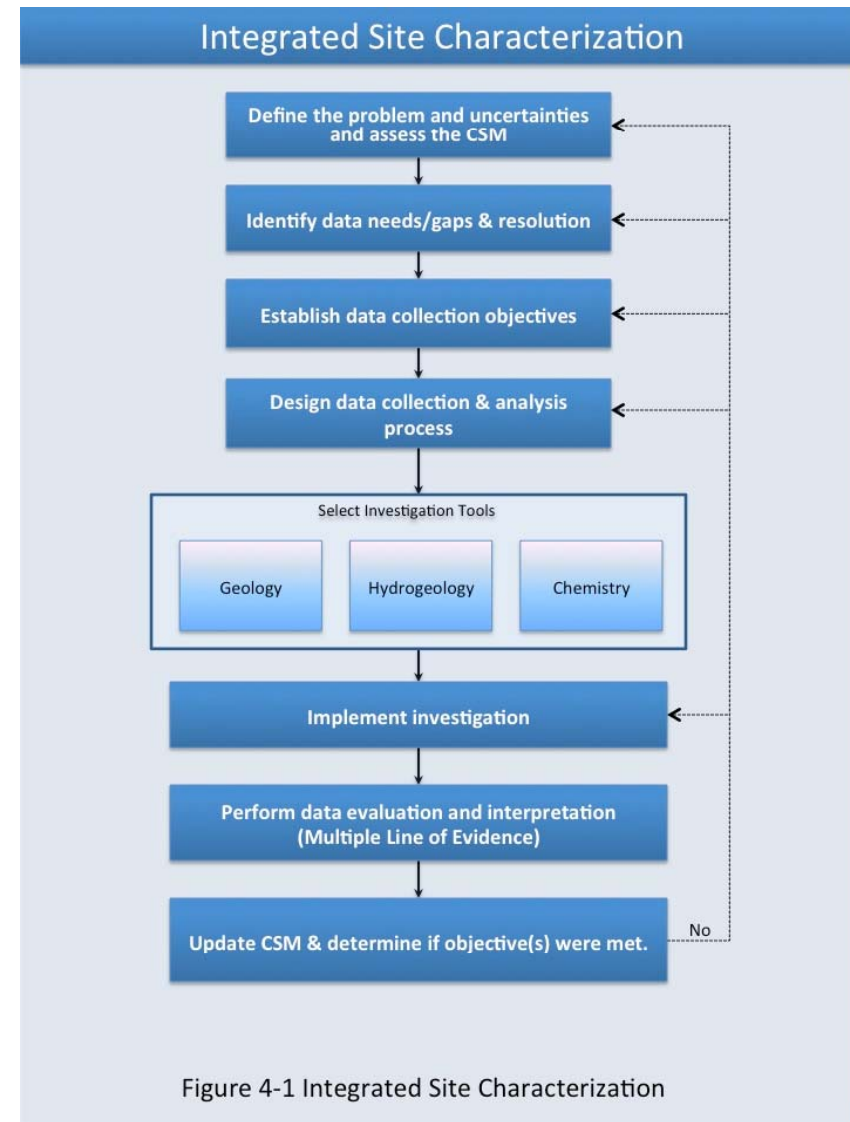 Integrated Site Characterization
Define the problem and uncertainties
and assess the CSM
Identify data needs/gaps & resolution
Establish data collection objectives
Design data collection & analysis
process
Select Investigation Tools
Geology
Hydrogeology
Chemistry
Implement investigation
Perform data evaluation and interpretation
(Multiple Line of Evidence)
Update CSM & determine if objective(s) were met.
No
Figure 4-1 Integrated Site Characterization